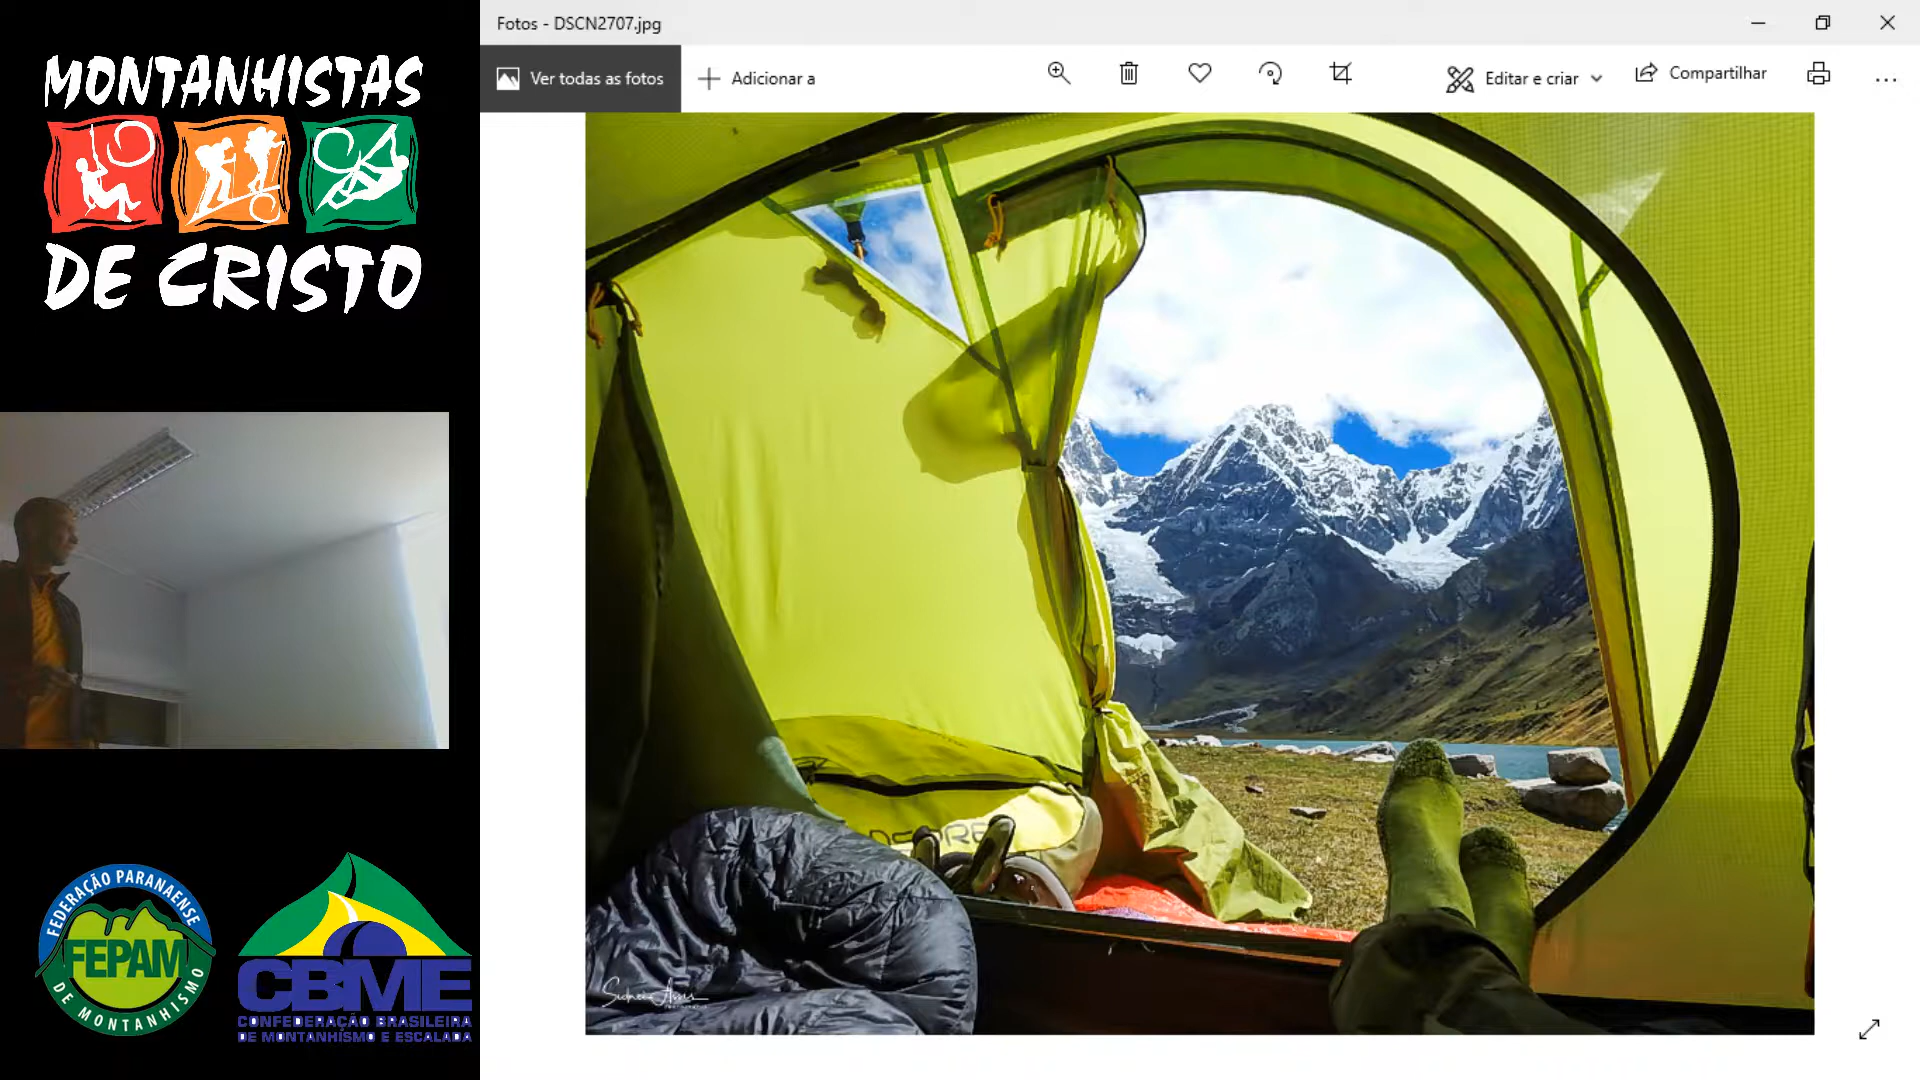 MONTANHISTAS
DE CRISTO
FEDERAÇÃO PARANAENSE
FEPAM
DE MONTANHISMO
CBME
CONFEDERAÇÃO BRASILEIRA
DE MONTANHISMO E ESCALADA
Fotos - DSCN2707.jpg
Ver todas as fotos
Adicionar a
Editar e criar
Compartilhar